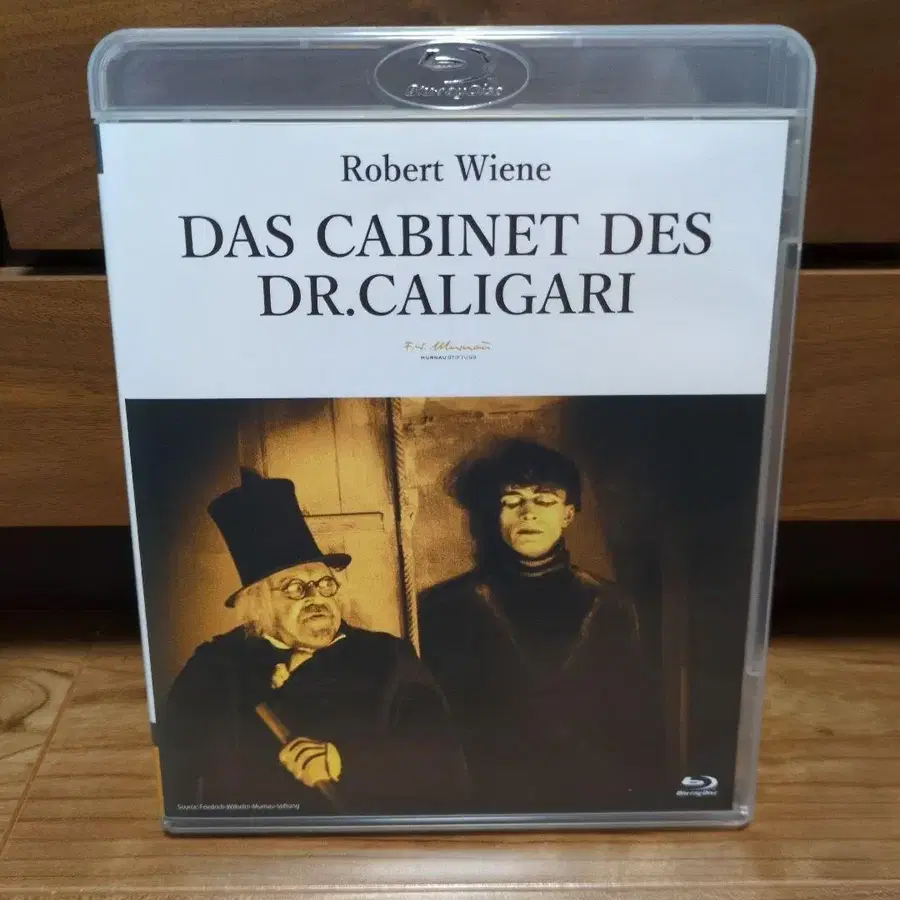 Blu-ray Disc
Robert Wiene
DAS CABINET DES
DR.CALIGARI
F.W. Murnau
MURNAU STIFTUNG
Source: Friedrich-Wilhelm-Murnau-Stiftung
Blu-ray Disc